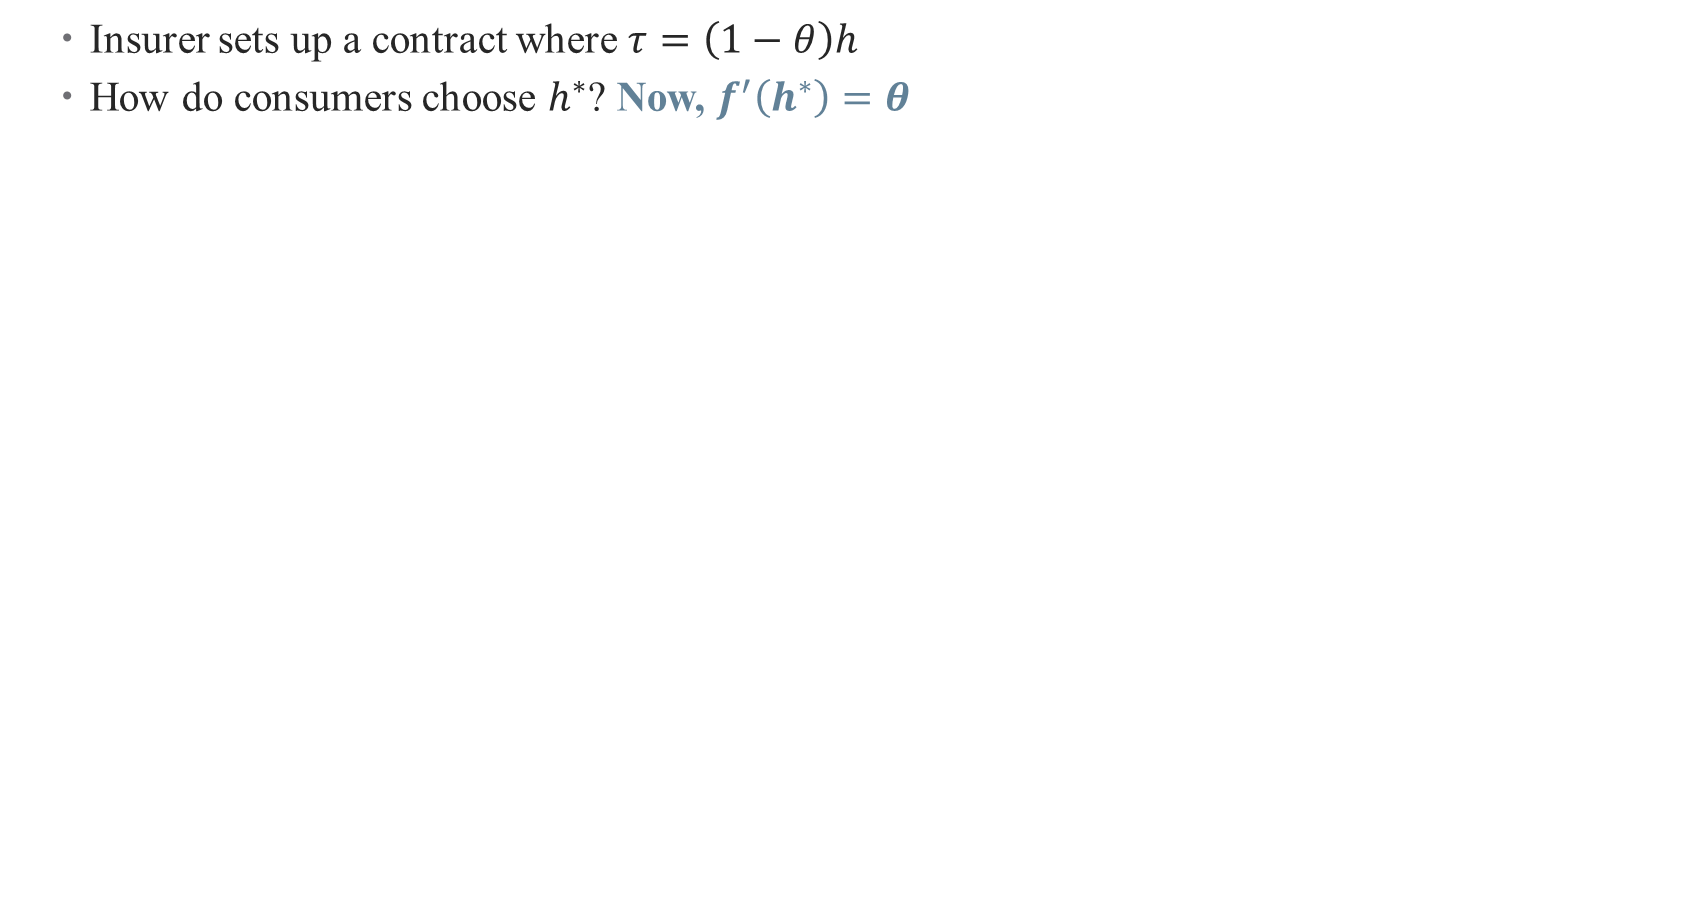 • Insurer sets up a contract where 𝜏 = (1 − 𝜃)ℎ
• How do consumers choose ℎ*? Now, 𝒇′(𝒉*) = 𝜽